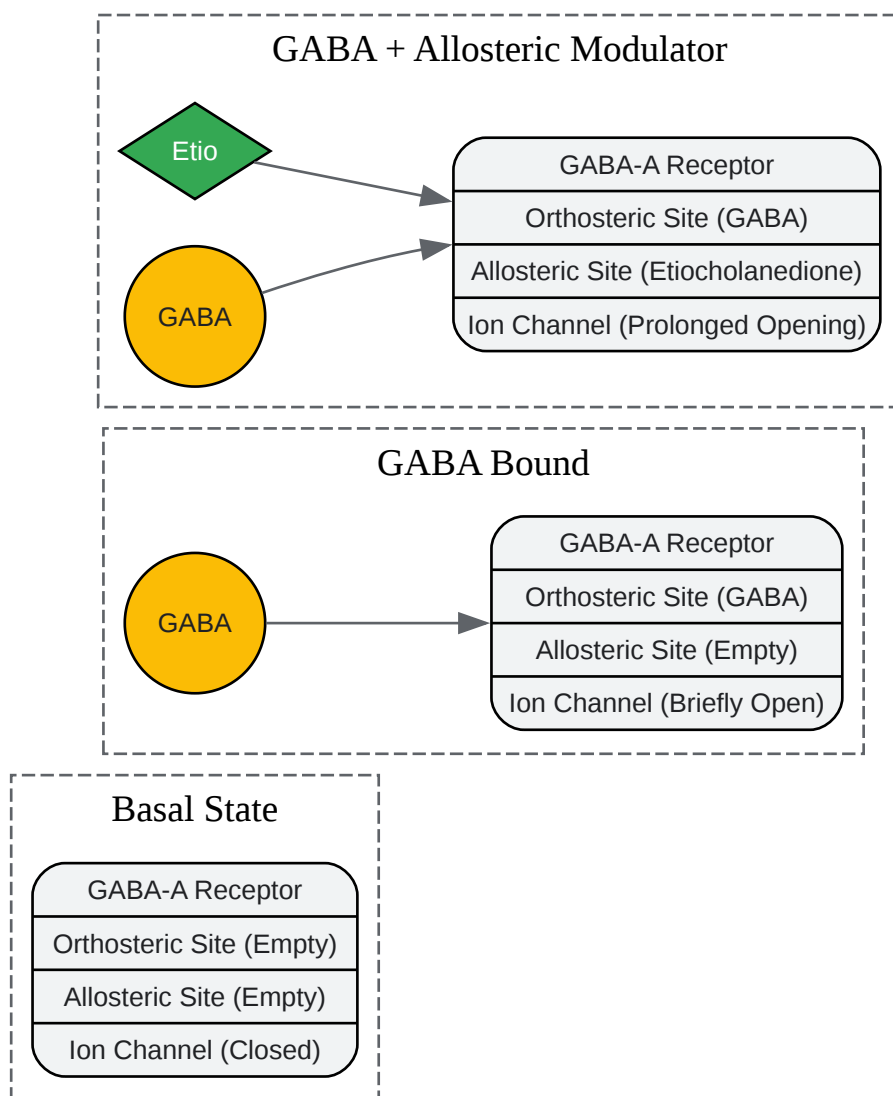 GABA + Allosteric Modulator
Etio
GABA
GABA-A Receptor
Orthosteric Site (GABA)
Allosteric Site (Etiocholanedione)
Ion Channel (Prolonged Opening)
GABA Bound
GABA
GABA-A Receptor
Orthosteric Site (GABA)
Allosteric Site (Empty)
Ion Channel (Briefly Open)
Basal State
GABA-A Receptor
Orthosteric Site (Empty)
Allosteric Site (Empty)
Ion Channel (Closed)